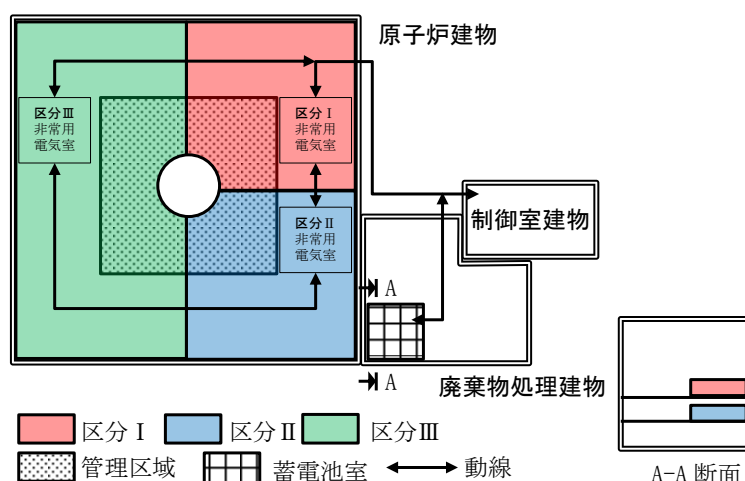 原子炉建物
区分Ⅲ
非常用
電気室
区分Ⅰ
非常用
電気室
区分Ⅱ
非常用
電気室
制御室建物
A
A
廃棄物処理建物
区分Ⅰ
区分Ⅱ
区分Ⅲ
管理区域
蓄電池室
動線
A-A 断面